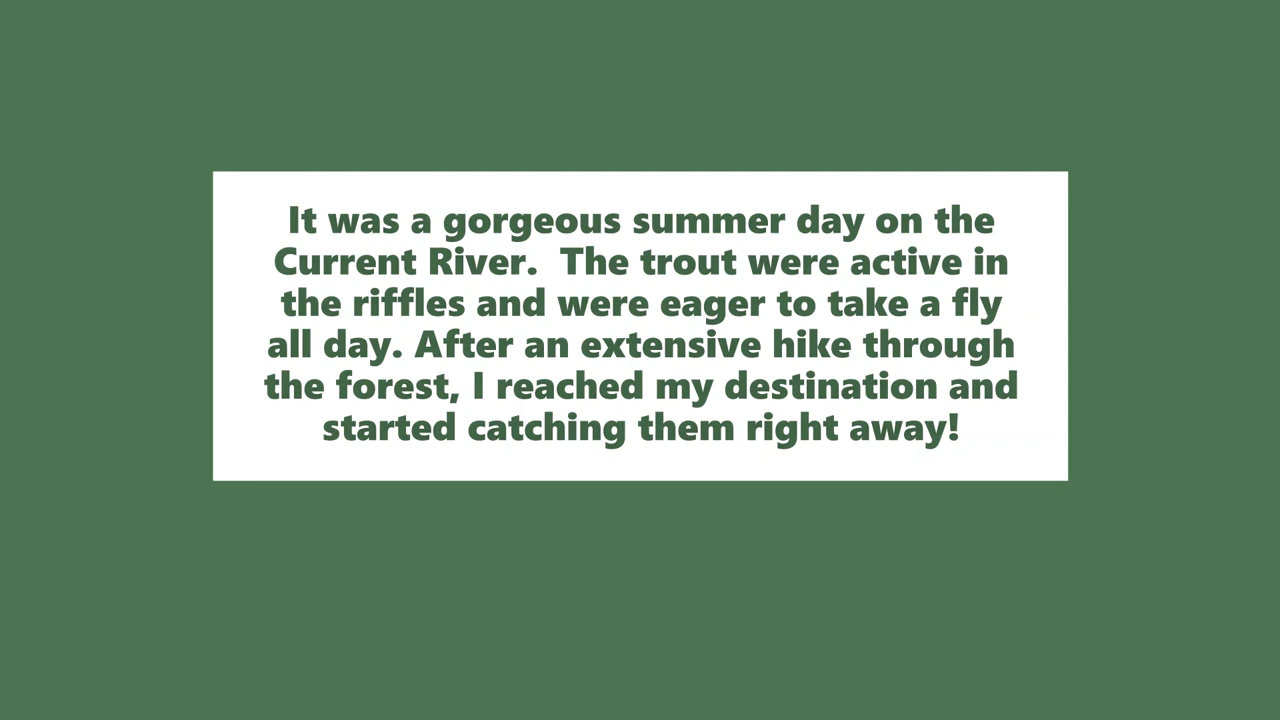 It was a gorgeous summer day on the
Current River.  The trout were active in
the riffles and were eager to take a fly
all day. After an extensive hike through
the forest, I reached my destination and
started catching them right away!